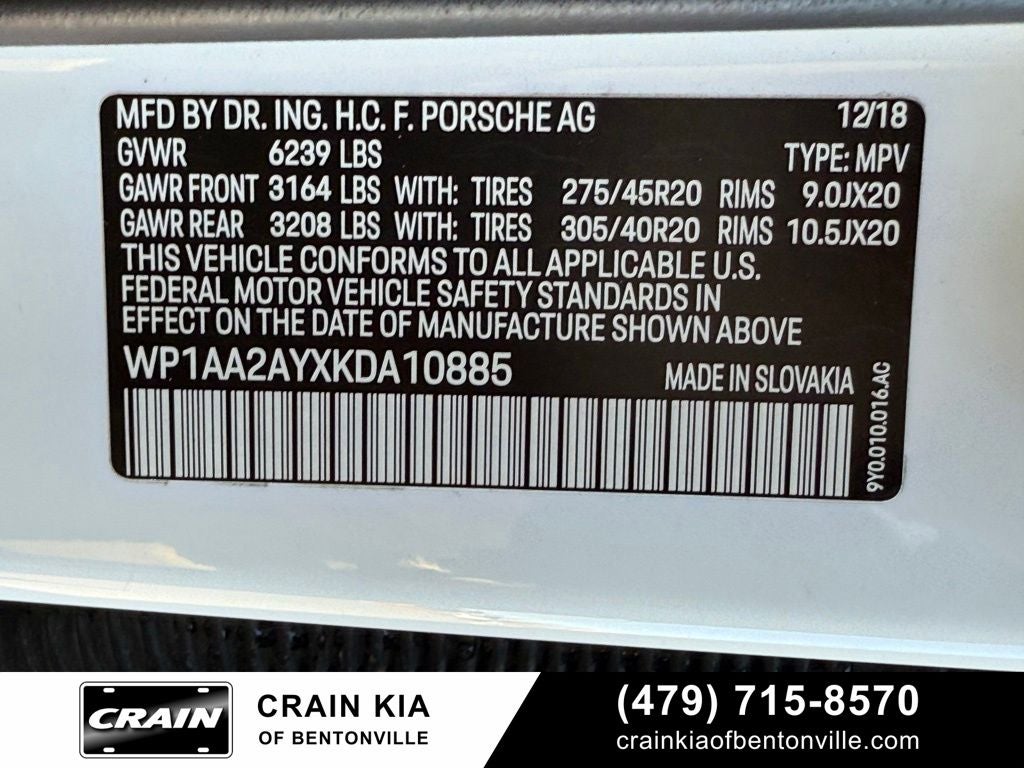 MFD BY DR. ING. H.C. F. PORSCHE AG 12/18
GVWR 6239 LBS TYPE: MPV
GAWR FRONT 3164 LBS WITH: TIRES 275/45R20 RIMS 9.0JX20
GAWR REAR 3208 LBS WITH: TIRES 305/40R20 RIMS 10.5JX20
THIS VEHICLE CONFORMS TO ALL APPLICABLE U.S.
FEDERAL MOTOR VEHICLE SAFETY STANDARDS IN
EFFECT ON THE DATE OF MANUFACTURE SHOWN ABOVE
WP1AA2AYXKDA10885 MADE IN SLOVAKIA
9Y0.010.016.AC
CRAIN
CRAIN KIA
OF BENTONVILLE
(479) 715-8570
crainkiaofbentonville.com